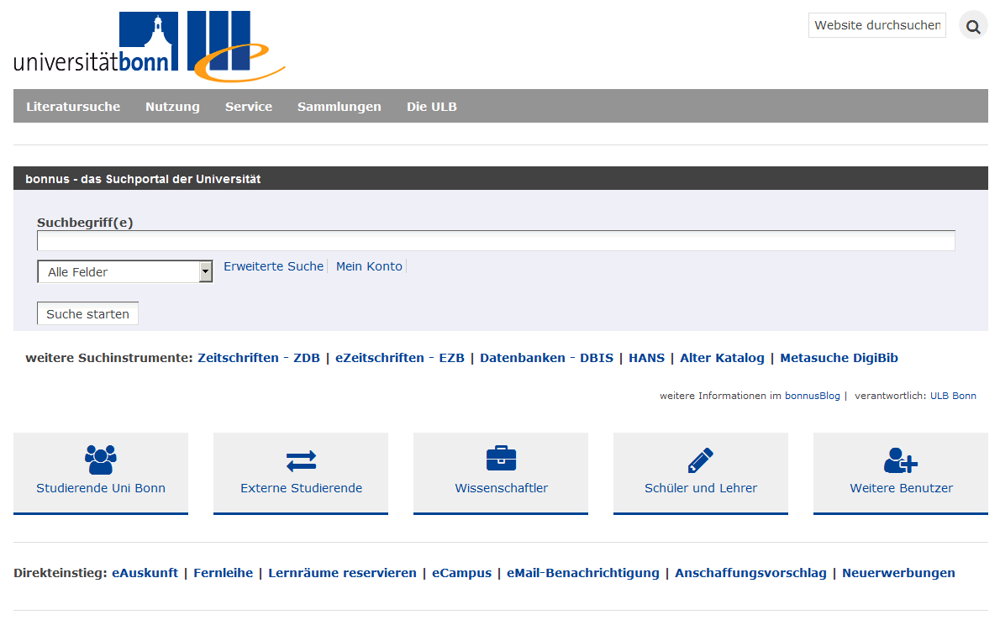 universitätbonn
Website durchsuchen
Literatursuche Nutzung Service Sammlungen Die ULB
bonnus - das Suchportal der Universität
Suchbegriff(e)
Alle Felder Erweiterte Suche Mein Konto
Suche starten
weitere Suchinstrumente: Zeitschriften - ZDB | eZeitschriften - EZB | Datenbanken - DBIS | HANS | Alter Katalog | Metasuche DigiBib
weitere Informationen im bonnusBlog | verantwortlich: ULB Bonn
Studierende Uni Bonn
Externe Studierende
Wissenschaftler
Schüler und Lehrer
Weitere Benutzer
Direkteinstieg: eAuskunft | Fernleihe | Lernräume reservieren | eCampus | eMail-Benachrichtigung | Anschaffungsvorschlag | Neuerwerbungen